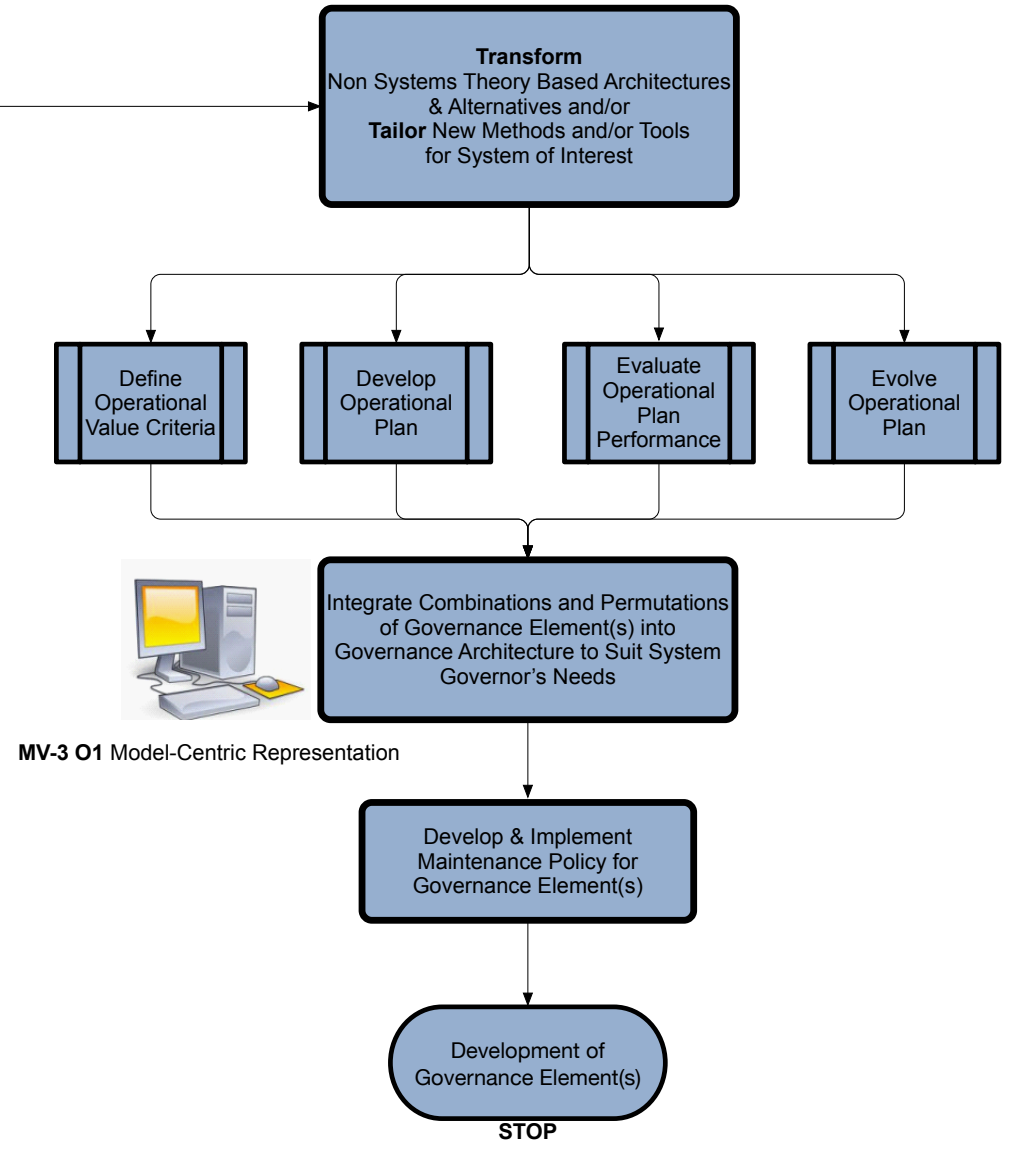 Transform
Non Systems Theory Based Architectures
& Alternatives and/or
Tailor New Methods and/or Tools
for System of Interest
Define
Operational
Value Criteria
Develop
Operational
Plan
Evaluate
Operational
Plan
Performance
Evolve
Operational
Plan
Integrate Combinations and Permutations
of Governance Element(s) into
Governance Architecture to Suit System
Governor’s Needs
MV-3 O1 Model-Centric Representation
Develop & Implement
Maintenance Policy for
Governance Element(s)
Development of
Governance Element(s)
STOP